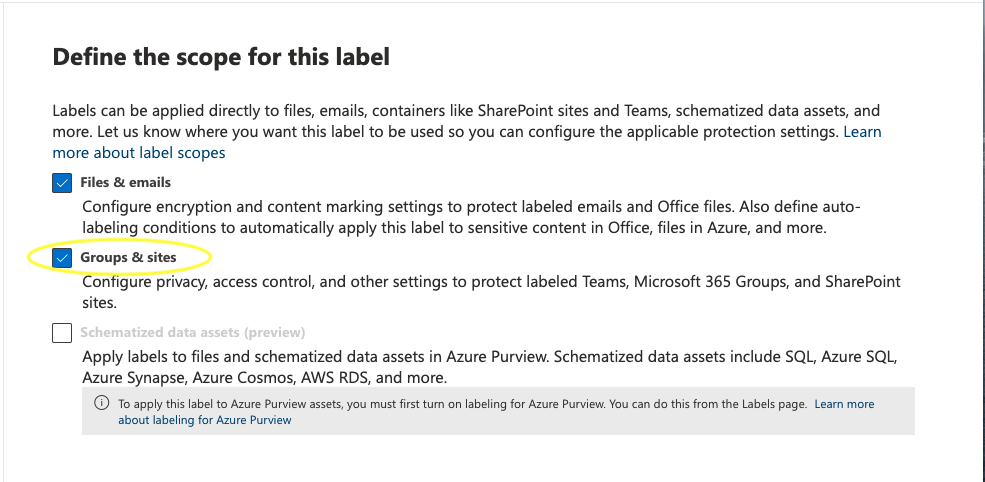 Define the scope for this label
Labels can be applied directly to files, emails, containers like SharePoint sites and Teams, schematized data assets, and
more. Let us know where you want this label to be used so you can configure the applicable protection settings. Learn
more about label scopes
Files & emails
Configure encryption and content marking settings to protect labeled emails and Office files. Also define auto-
labeling conditions to automatically apply this label to sensitive content in Office, files in Azure, and more.
Groups & sites
Configure privacy, access control, and other settings to protect labeled Teams, Microsoft 365 Groups, and SharePoint
sites.
Schematized data assets (preview)
Apply labels to files and schematized data assets in Azure Purview. Schematized data assets include SQL, Azure SQL,
Azure Synapse, Azure Cosmos, AWS RDS, and more.
To apply this label to Azure Purview assets, you must first turn on labeling for Azure Purview. You can do this from the Labels page. Learn more
about labeling for Azure Purview